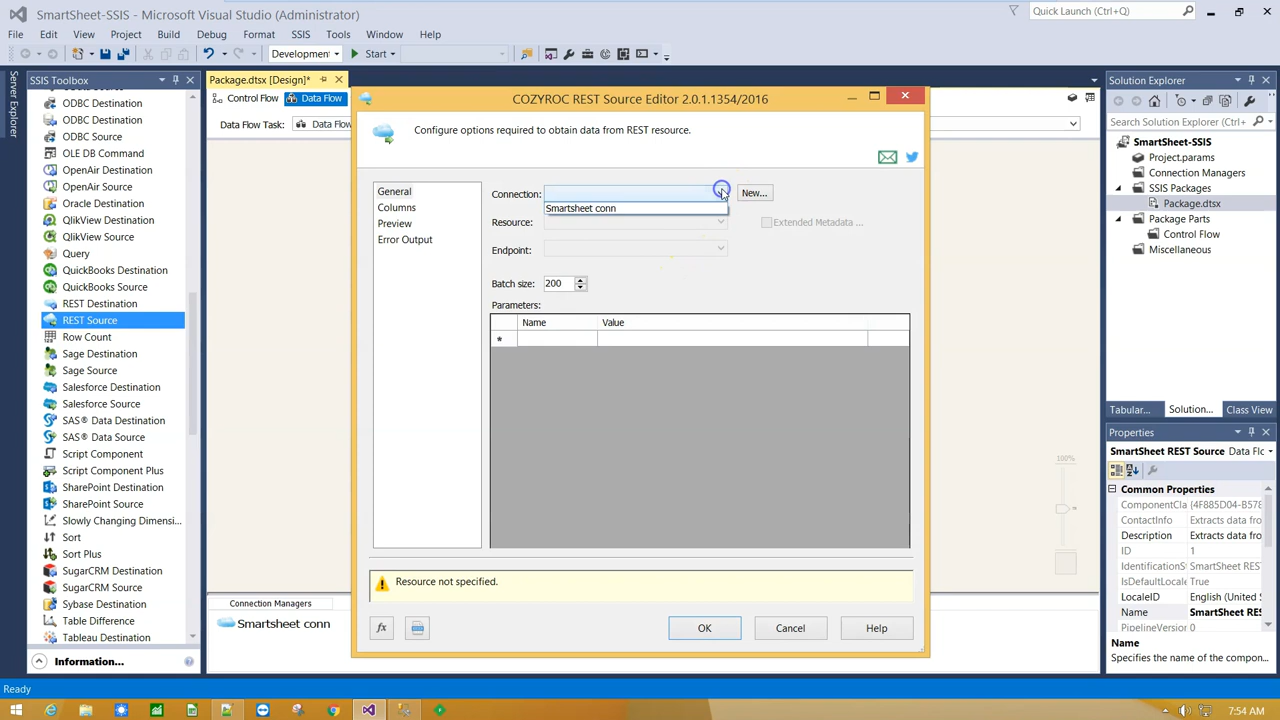 SmartSheet-SSIS - Microsoft Visual Studio (Administrator)
Quick Launch (Ctrl+Q)
File Edit View Project Build Debug Format SSIS Tools Window Help
Development Start
Server Explorer
SSIS Toolbox
ODBC Destination
ODBC Destination
ODBC Source
OLE DB Command
OpenAir Destination
OpenAir Source
Oracle Destination
QlikView Destination
QlikView Source
Query
QuickBooks Destination
QuickBooks Source
REST Destination
REST Source
Row Count
Sage Destination
Sage Source
Salesforce Destination
Salesforce Source
SAS® Data Destination
SAS® Data Source
Script Component
Script Component Plus
SharePoint Destination
SharePoint Source
Slowly Changing Dimensi...
Sort
Sort Plus
SugarCRM Destination
SugarCRM Source
Sybase Destination
Table Difference
Tableau Destination
Information...
Package.dtsx [Design]*
Control Flow Data Flow
Data Flow Task: Data Flow
COZYROC REST Source Editor 2.0.1.1354/2016
Configure options required to obtain data from REST resource.
General
Columns
Preview
Error Output
Connection: New...
Smartsheet conn
Resource: Extended Metadata ...
Endpoint:
Batch size: 200
Parameters:
Name Value
*
Resource not specified.
fx
OK Cancel Help
100%
Connection Managers
Smartsheet conn
Solution Explorer
Search Solution Explorer (Ctrl+
SmartSheet-SSIS
Project.params
Connection Managers
SSIS Packages
Package.dtsx
Package Parts
Control Flow
Miscellaneous
Tabular... Solution... Class View
Properties
SmartSheet REST Source Data Flc
Common Properties
ComponentCla {4F885D04-B578
ContactInfo Extracts data fro
Description Extracts data fro
ID 1
IdentificationS SmartSheet REST
IsDefaultLocale True
LocaleID English (United S
Name SmartSheet RES
PipelineVersion 0
Name
Specifies the name of the compon...
Ready
7:54 AM